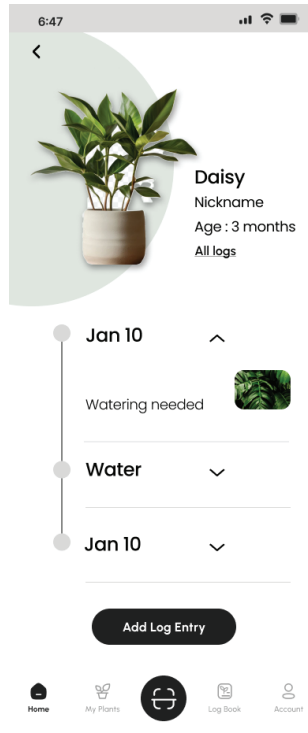 6:47
Daisy
Nickname
Age : 3 months
All logs
Jan 10
Watering needed
Water
Jan 10
Add Log Entry
Home
My Plants
Log Book
Account